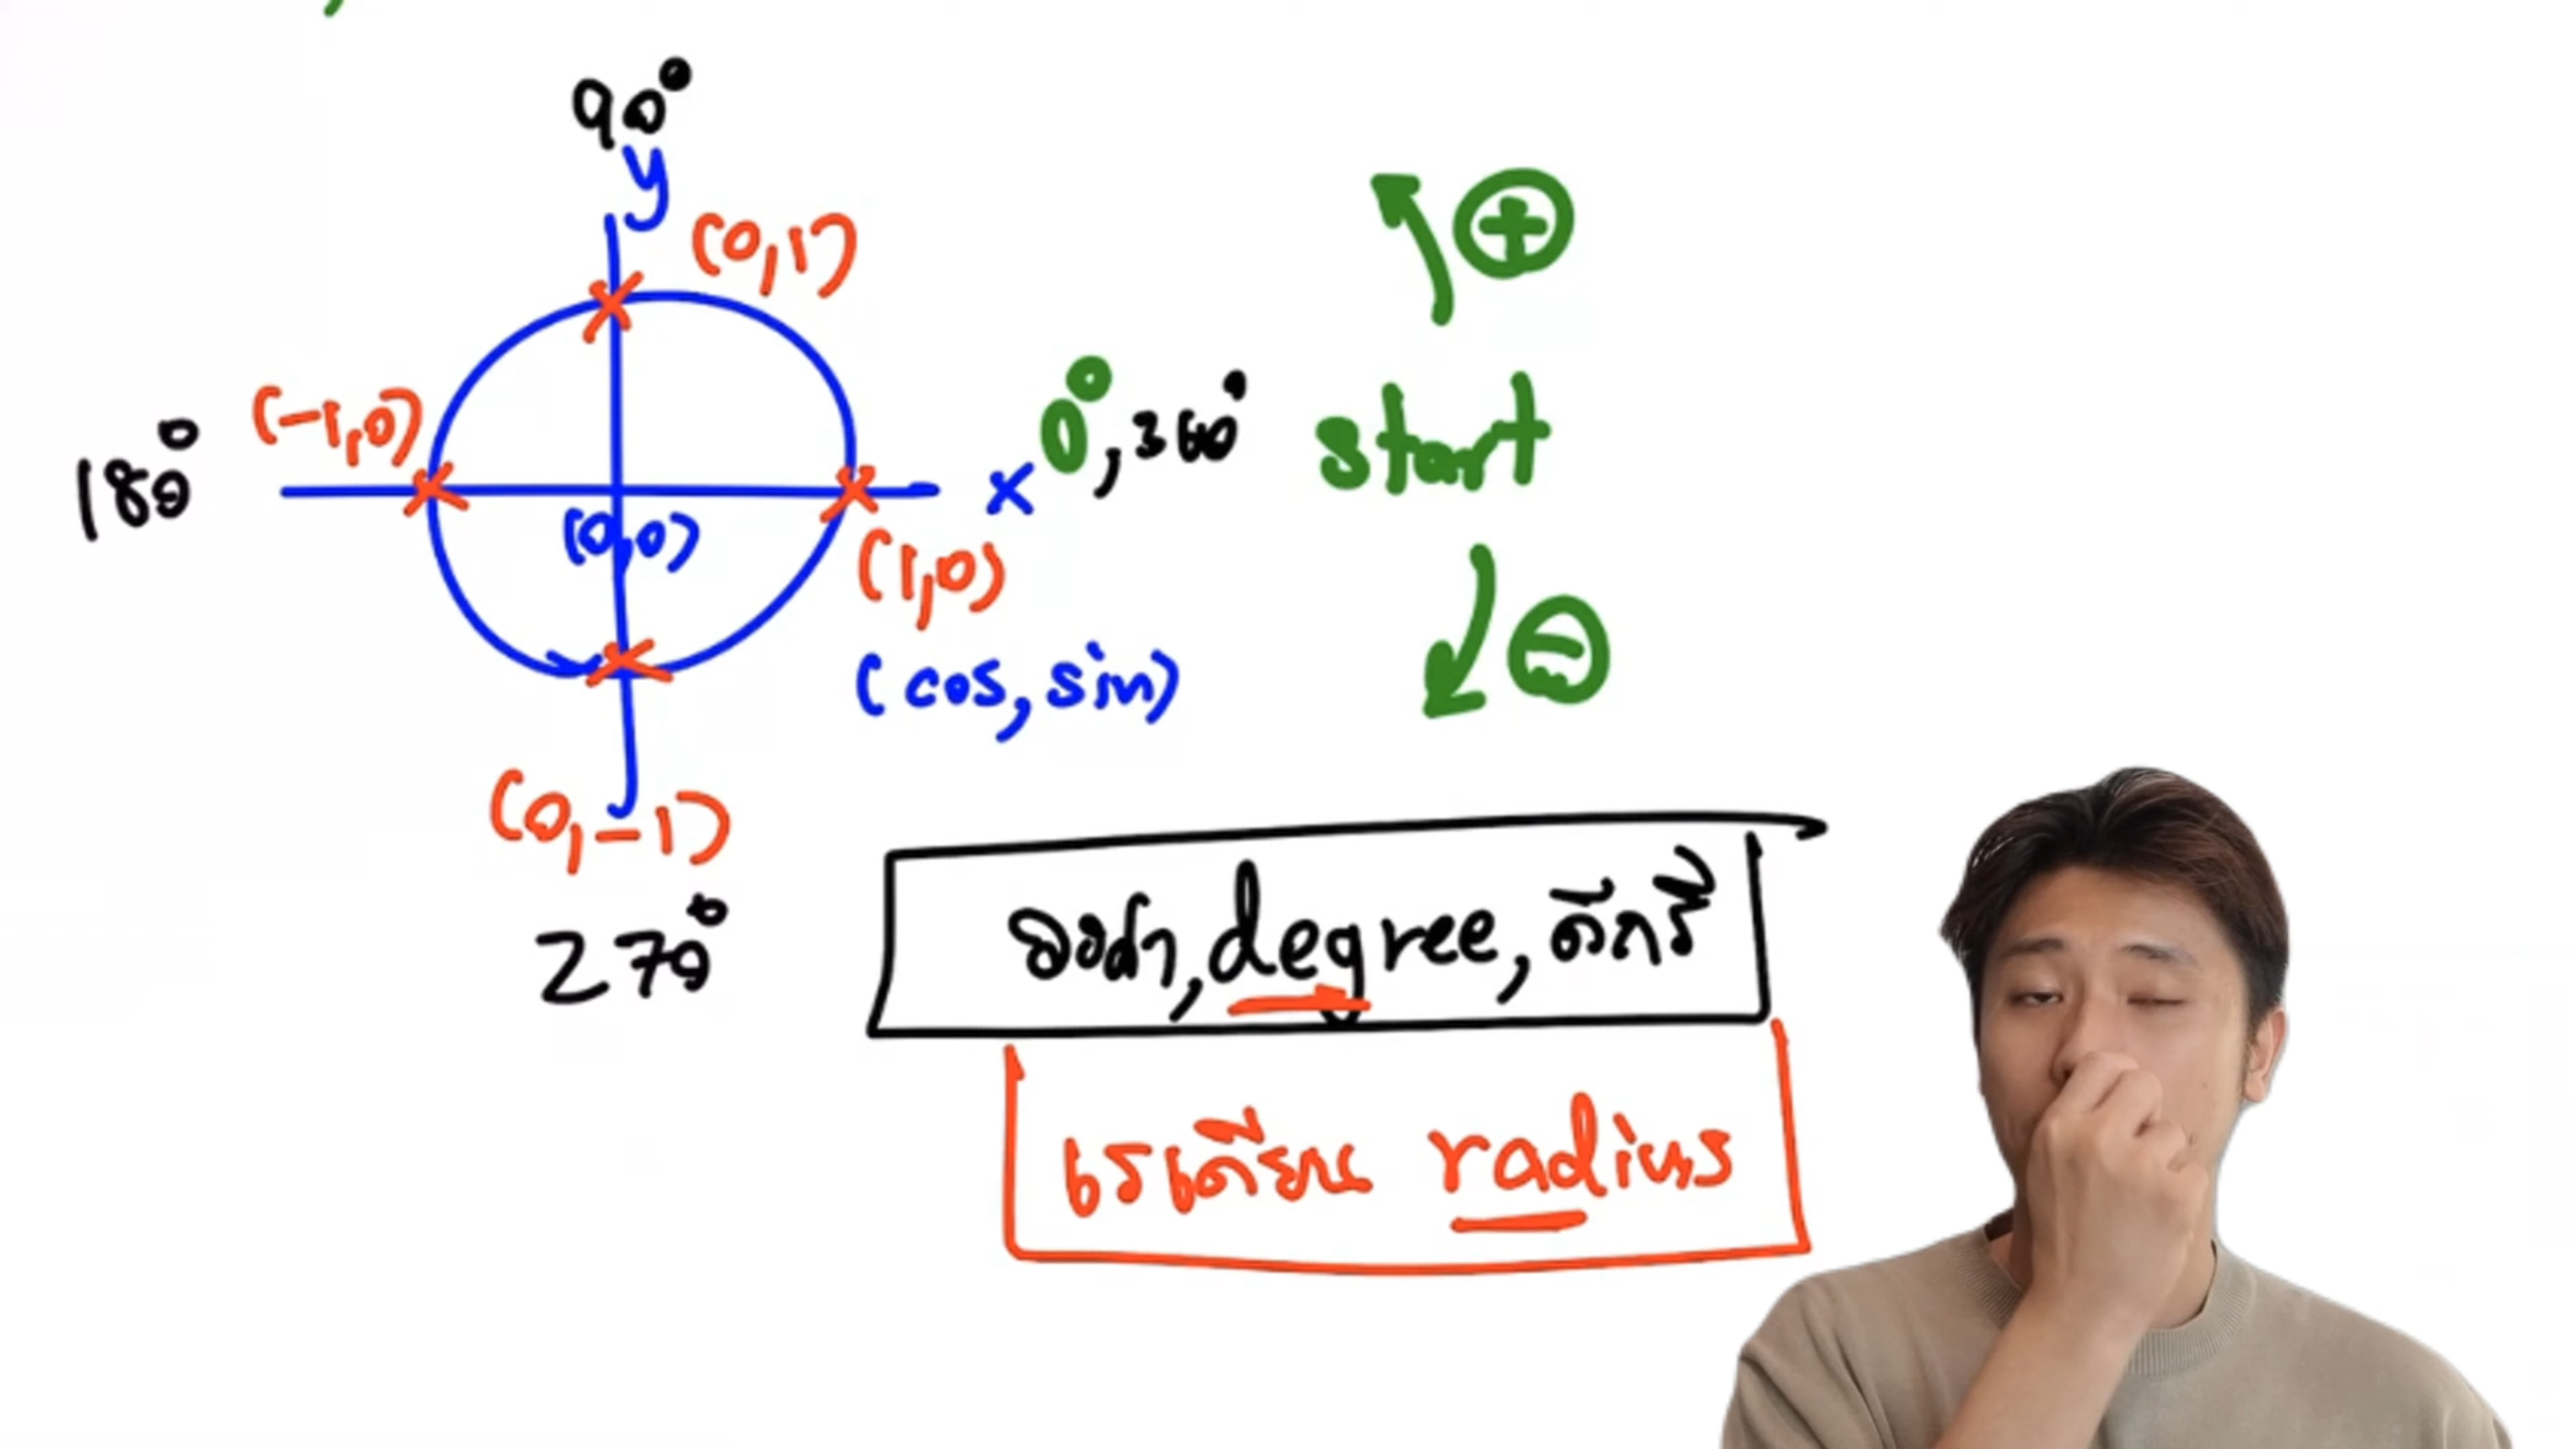 90°
y
(0,1)
(-1,0)
180°
0°, 360°
start
x
(0,0)
(1,0)
(cos, sin)
(0,-1)
270°
องศา, degree, ดีกรี
เรเดียน radius
+
-